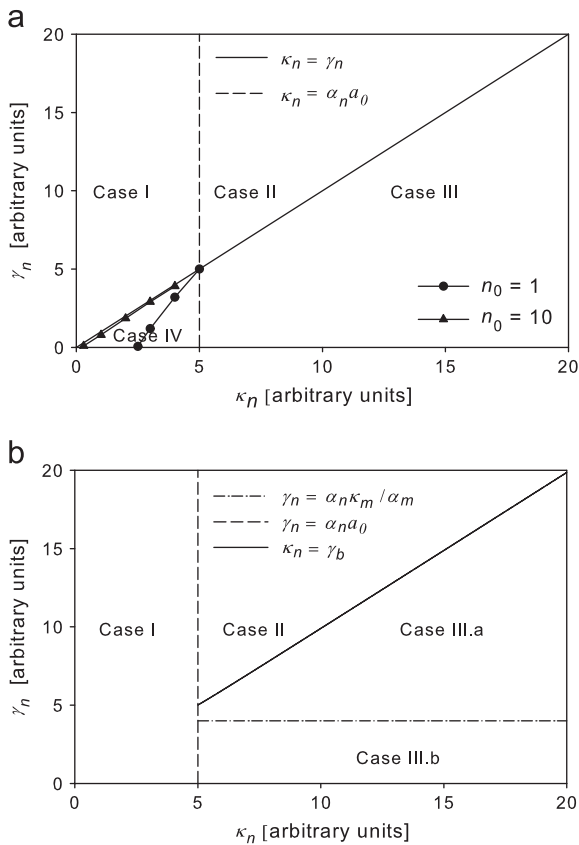 a
20
15
10
5
0
γn [arbitrary units]
κn = γn
κn = αna0
Case I
Case II
Case III
Case IV
n0 = 1
n0 = 10
0
5
10
15
20
κn [arbitrary units]
b
20
15
10
5
0
γn [arbitrary units]
γn = αnκm/αm
γn = αna0
κn = γb
Case I
Case II
Case III.a
Case III.b
0
5
10
15
20
κn [arbitrary units]